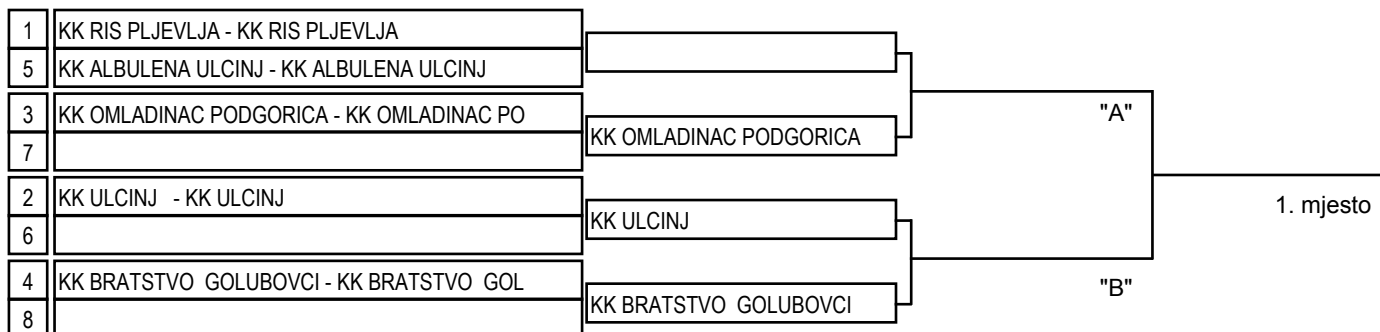 1 KK RIS PLJEVLJA - KK RIS PLJEVLJA
5 KK ALBULENA ULCINJ - KK ALBULENA ULCINJ
3 KK OMLADINAC PODGORICA - KK OMLADINAC PO
"A"
KK OMLADINAC PODGORICA
7
2 KK ULCINJ - KK ULCINJ
1. mjesto
KK ULCINJ
6
4 KK BRATSTVO GOLUBOVCI - KK BRATSTVO GOL
"B"
KK BRATSTVO GOLUBOVCI
8